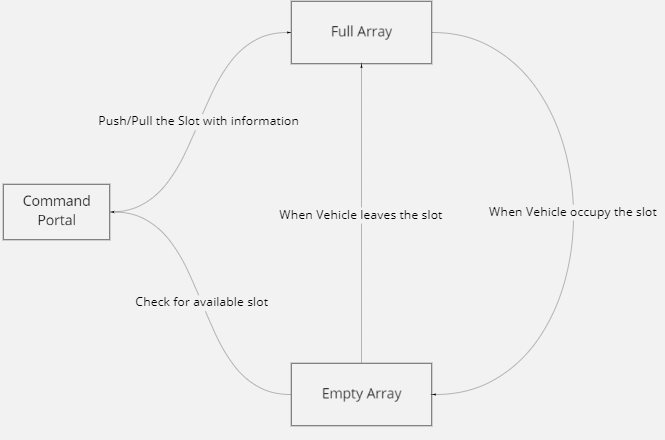 Full Array
Push/Pull the Slot with information
Command
Portal
When Vehicle leaves the slot
When Vehicle occupy the slot
Check for available slot
Empty Array